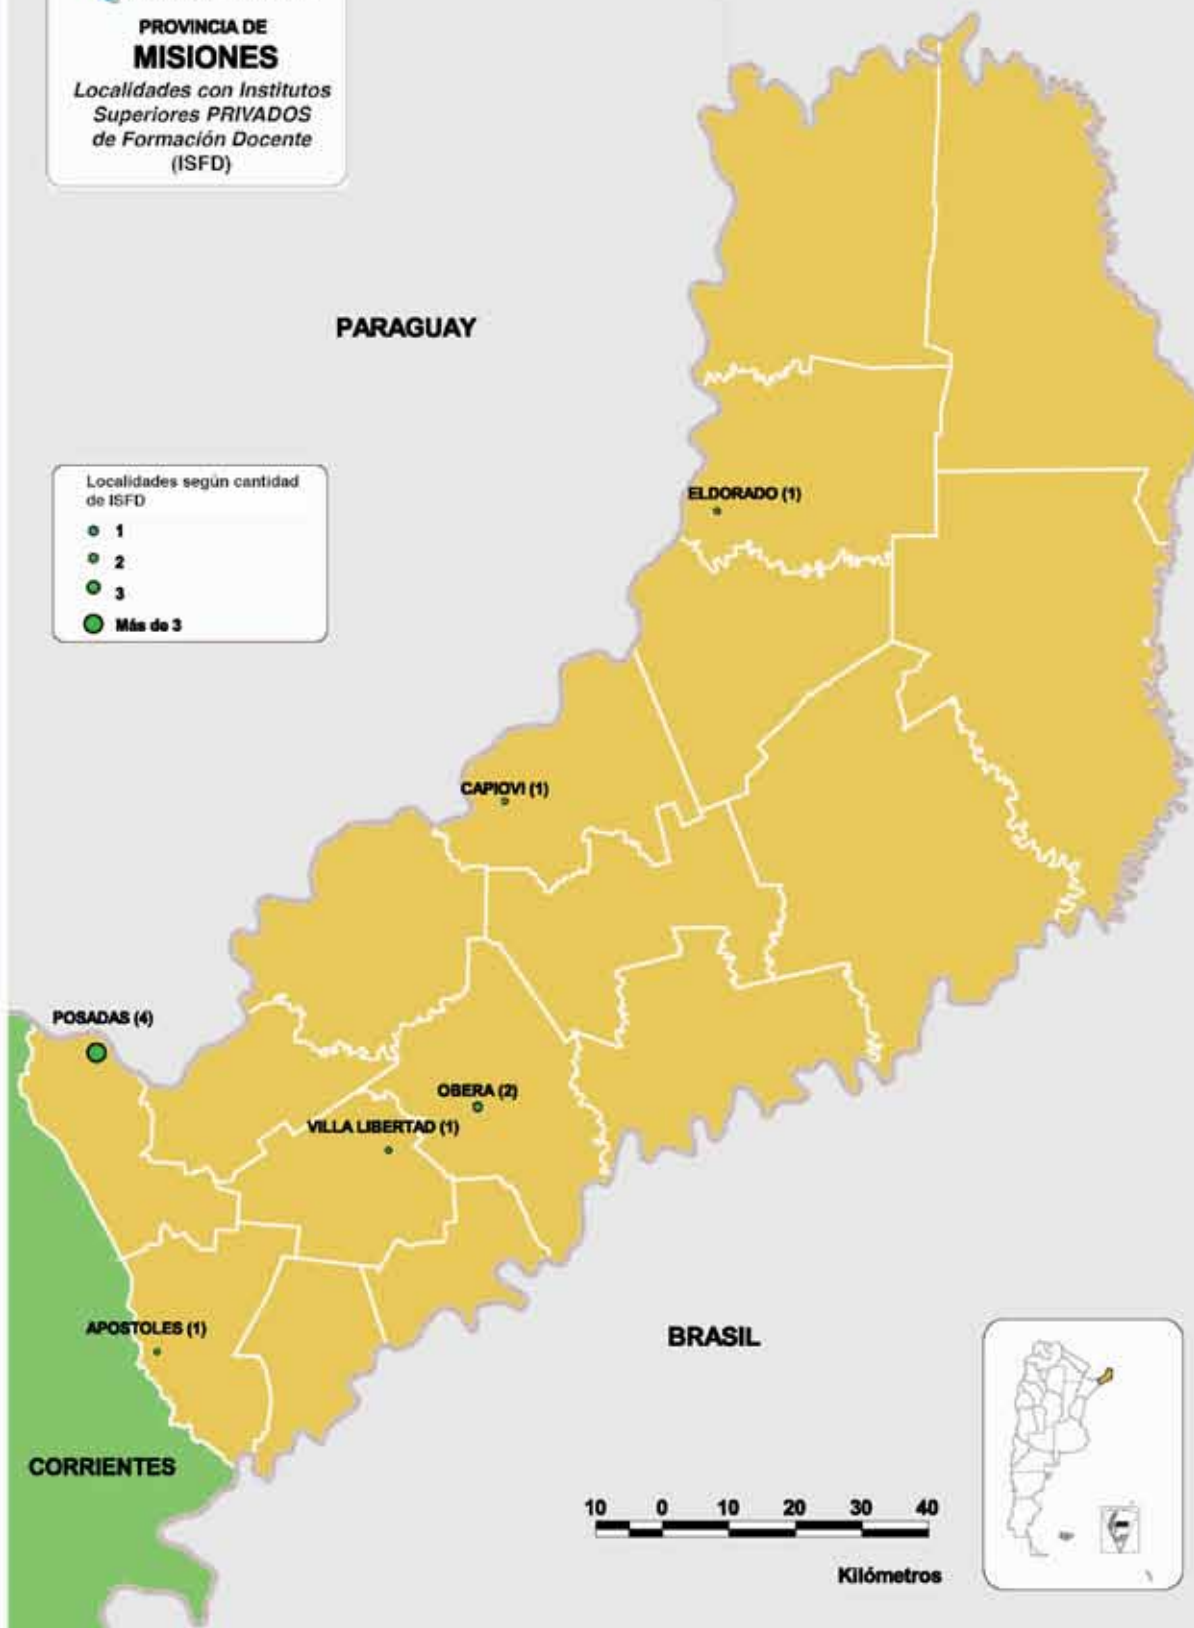 PROVINCIA DE
MISIONES
Localidades con Institutos
Superiores PRIVADOS
de Formación Docente
(ISFD)
PARAGUAY
Localidades según cantidad
de ISFD
1
2
3
Más de 3
ELDORADO (1)
CAPIOVI (1)
POSADAS (4)
OBERA (2)
VILLA LIBERTAD (1)
APOSTOLES (1)
BRASIL
CORRIENTES
10 0 10 20 30 40
Kilómetros